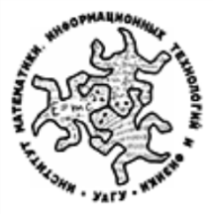 ИНСТИТУТ МАТЕМАТИКИ, ИНФОРМАЦИОННЫХ ТЕХНОЛОГИЙ И ФИЗИКИ
УдГУ